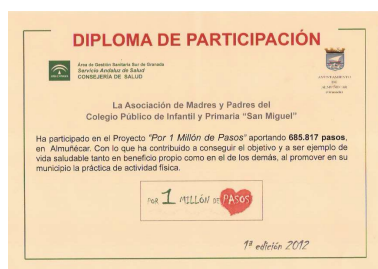 DIPLOMA DE PARTICIPACIÓN
Área de Gestión Sanitaria Sur de Granada
Servicio Andaluz de Salud
CONSEJERÍA DE SALUD
AYUNTAMIENTO
DE
ALMUÑÉCAR
La Asociación de Madres y Padres del
Colegio Público de Infantil y Primaria “San Miguel”
Ha participado en el Proyecto “Por 1 Millón de Pasos” aportando 685.817 pasos,
en Almuñécar. Con lo que ha contribuido a conseguir el objetivo y a ser ejemplo de
vida saludable tanto en beneficio propio como en el de los demás, al promover en su
municipio la práctica de actividad física.
POR 1 MILLÓN DE PASOS
1ª edición 2012